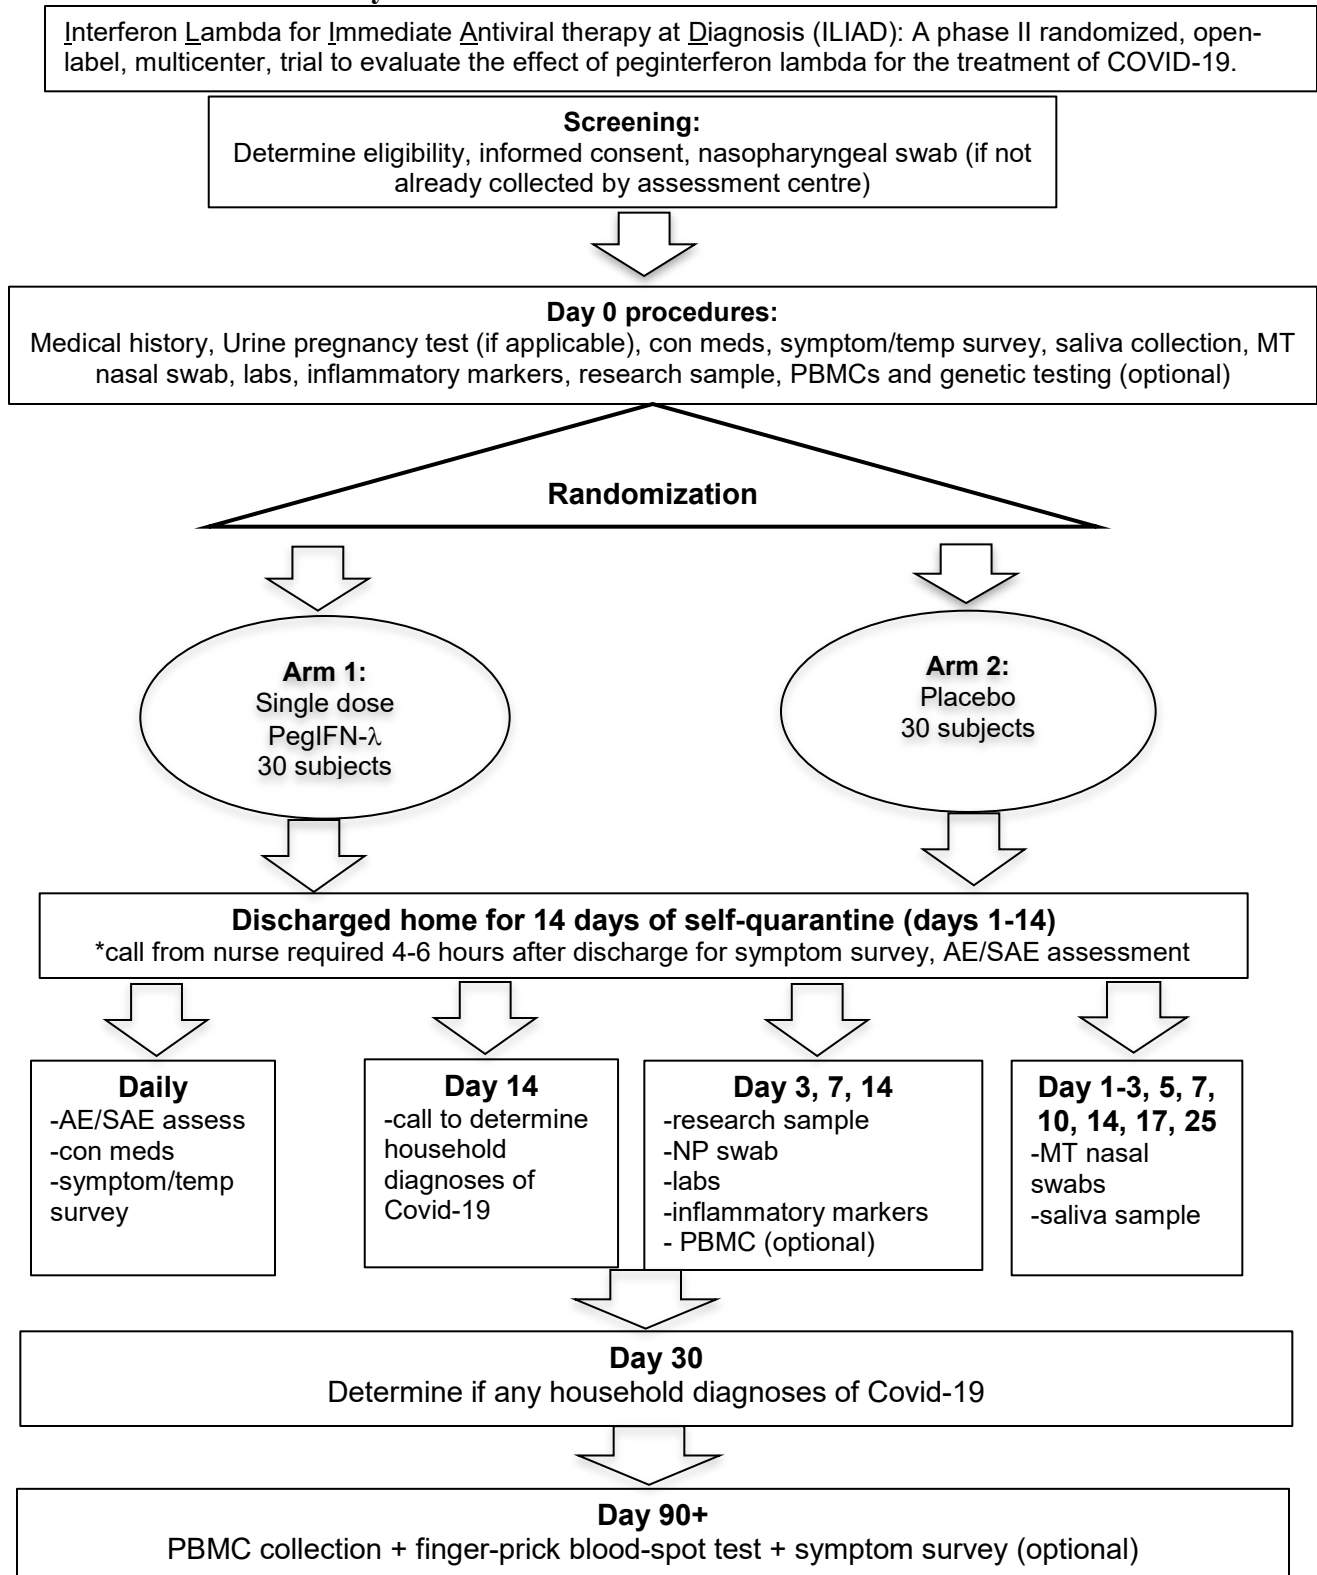 Interferon Lambda for Immediate Antiviral therapy at Diagnosis (ILIAD): A phase II randomized, open-
label, multicenter, trial to evaluate the effect of peginterferon lambda for the treatment of COVID-19.
Screening:
Determine eligibility, informed consent, nasopharyngeal swab (if not
already collected by assessment centre)
Day 0 procedures:
Medical history, Urine pregnancy test (if applicable), con meds, symptom/temp survey, saliva collection, MT
nasal swab, labs, inflammatory markers, research sample, PBMCs and genetic testing (optional)
Randomization
Arm 1:
Single dose
PegIFN-λ
30 subjects
Arm 2:
Placebo
30 subjects
Discharged home for 14 days of self-quarantine (days 1-14)
*call from nurse required 4-6 hours after discharge for symptom survey, AE/SAE assessment
Daily
-AE/SAE assess
-con meds
-symptom/temp
survey
Day 14
-call to determine
household
diagnoses of
Covid-19
Day 3, 7, 14
-research sample
-NP swab
-labs
-inflammatory markers
- PBMC (optional)
Day 1-3, 5, 7,
10, 14, 17, 25
-MT nasal
swabs
-saliva sample
Day 30
Determine if any household diagnoses of Covid-19
Day 90+
PBMC collection + finger-prick blood-spot test + symptom survey (optional)